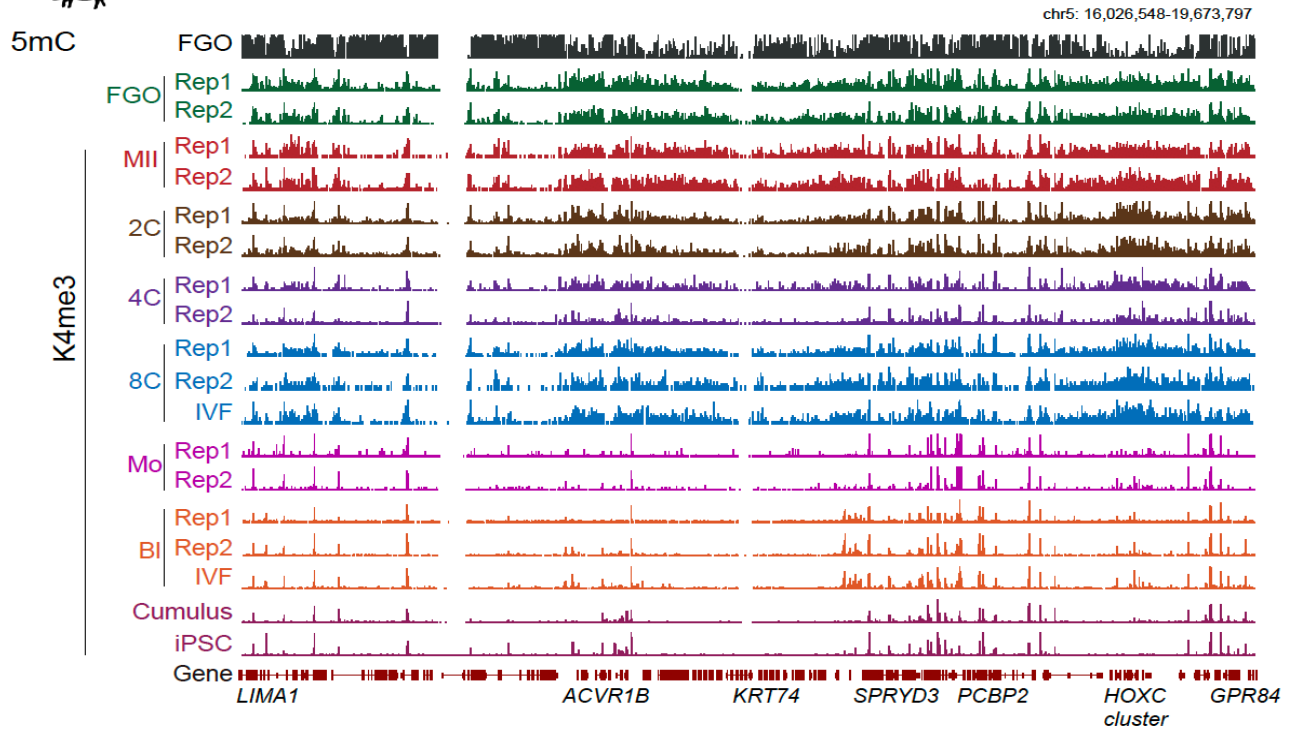 chr5: 16,026,548-19,673,797
5mC FGO
FGO Rep1
Rep2
MII Rep1
Rep2
2C Rep1
Rep2
4C Rep1
Rep2
8C Rep1
Rep2
IVF
Mo Rep1
Rep2
Bl Rep1
Rep2
IVF
Cumulus
iPSC
K4me3
Gene
LIMA1 ACVR1B KRT74 SPRYD3 PCBP2 HOXC cluster GPR84